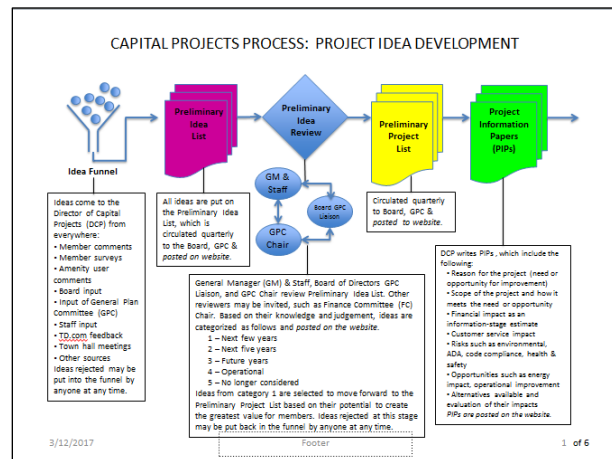 CAPITAL PROJECTS PROCESS: PROJECT IDEA DEVELOPMENT
Idea Funnel
Preliminary
Idea
List
Preliminary
Idea
Review
Preliminary
Project
List
Project
Information
Papers
(PIPs)
GM &
Staff
Board GPC
Liaison
GPC
Chair
Ideas come to the
Director of Capital
Projects (DCP) from
everywhere:
• Member comments
• Member surveys
• Amenity user
comments
• Board input
• Input of General Plan
Committee (GPC)
• Staff input
• TD.com feedback
• Town hall meetings
• Other sources
Ideas rejected may be
put into the funnel by
anyone at any time.
All ideas are put on
the Preliminary Idea
List, which is
circulated quarterly
to the Board, GPC &
posted on website.
General Manager (GM) & Staff, Board of Directors GPC
Liaison, and GPC Chair review Preliminary Idea List. Other
reviewers may be invited, such as Finance Committee (FC)
Chair. Based on their knowledge and judgement, ideas are
categorized as follows and posted on the website.
1 – Next few years
2 – Next five years
3 – Future years
4 – Operational
5 – No longer considered
Ideas from category 1 are selected to move forward to the
Preliminary Project List based on their potential to create
the greatest value for members. Ideas rejected at this stage
may be put back in the funnel by anyone at any time.
Circulated quarterly
to Board, GPC &
posted to website.
DCP writes PIPs , which include the
following:
• Reason for the project (need or
opportunity for improvement)
• Scope of the project and how it
meets the need or opportunity
• Financial impact as an
information-stage estimate
• Customer service impact
• Risks such as environmental,
ADA, code compliance, health &
safety
• Opportunities such as energy
impact, operational improvement
• Alternatives available and
evaluation of their impacts
PIPs are posted on the website.
3/12/2017
Footer
1 of 6